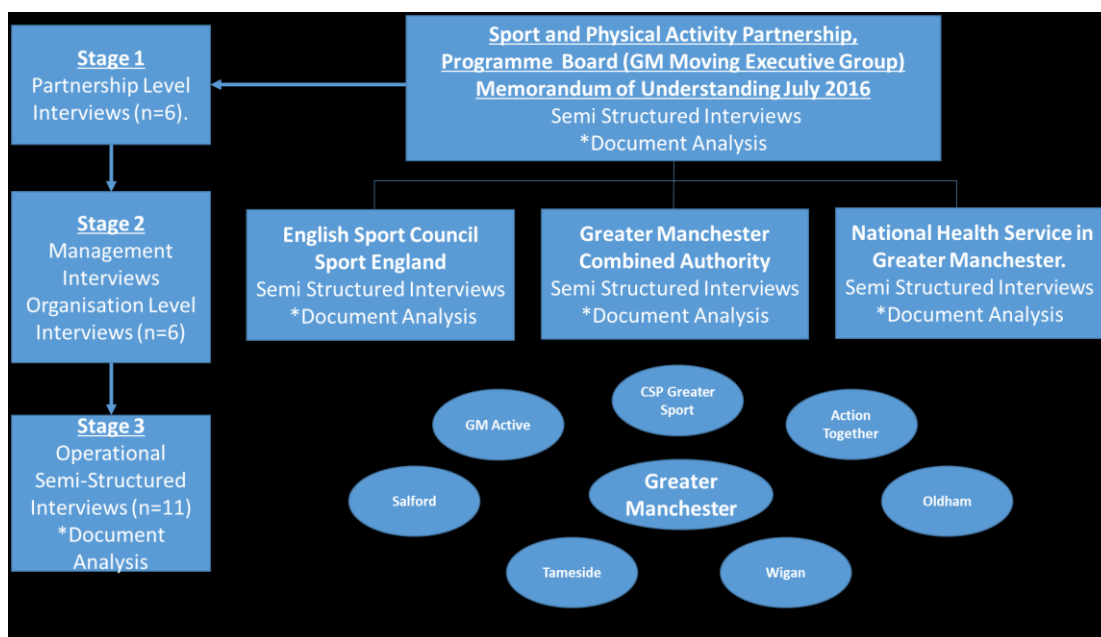 Stage 1
Partnership Level
Interviews (n=6).
Sport and Physical Activity Partnership,
Programme Board (GM Moving Executive Group)
Memorandum of Understanding July 2016
Semi Structured Interviews
*Document Analysis
Stage 2
Management
Interviews
Organisation Level
Interviews (n=6)
English Sport Council
Sport England
Semi Structured Interviews
*Document Analysis
Greater Manchester
Combined Authority
Semi Structured Interviews
*Document Analysis
National Health Service in
Greater Manchester.
Semi Structured Interviews
*Document Analysis
Stage 3
Operational
Semi-Structured
Interviews (n=11)
*Document
Analysis
CSP Greater
Sport
GM Active
Action
Together
Salford
Greater
Manchester
Oldham
Tameside
Wigan